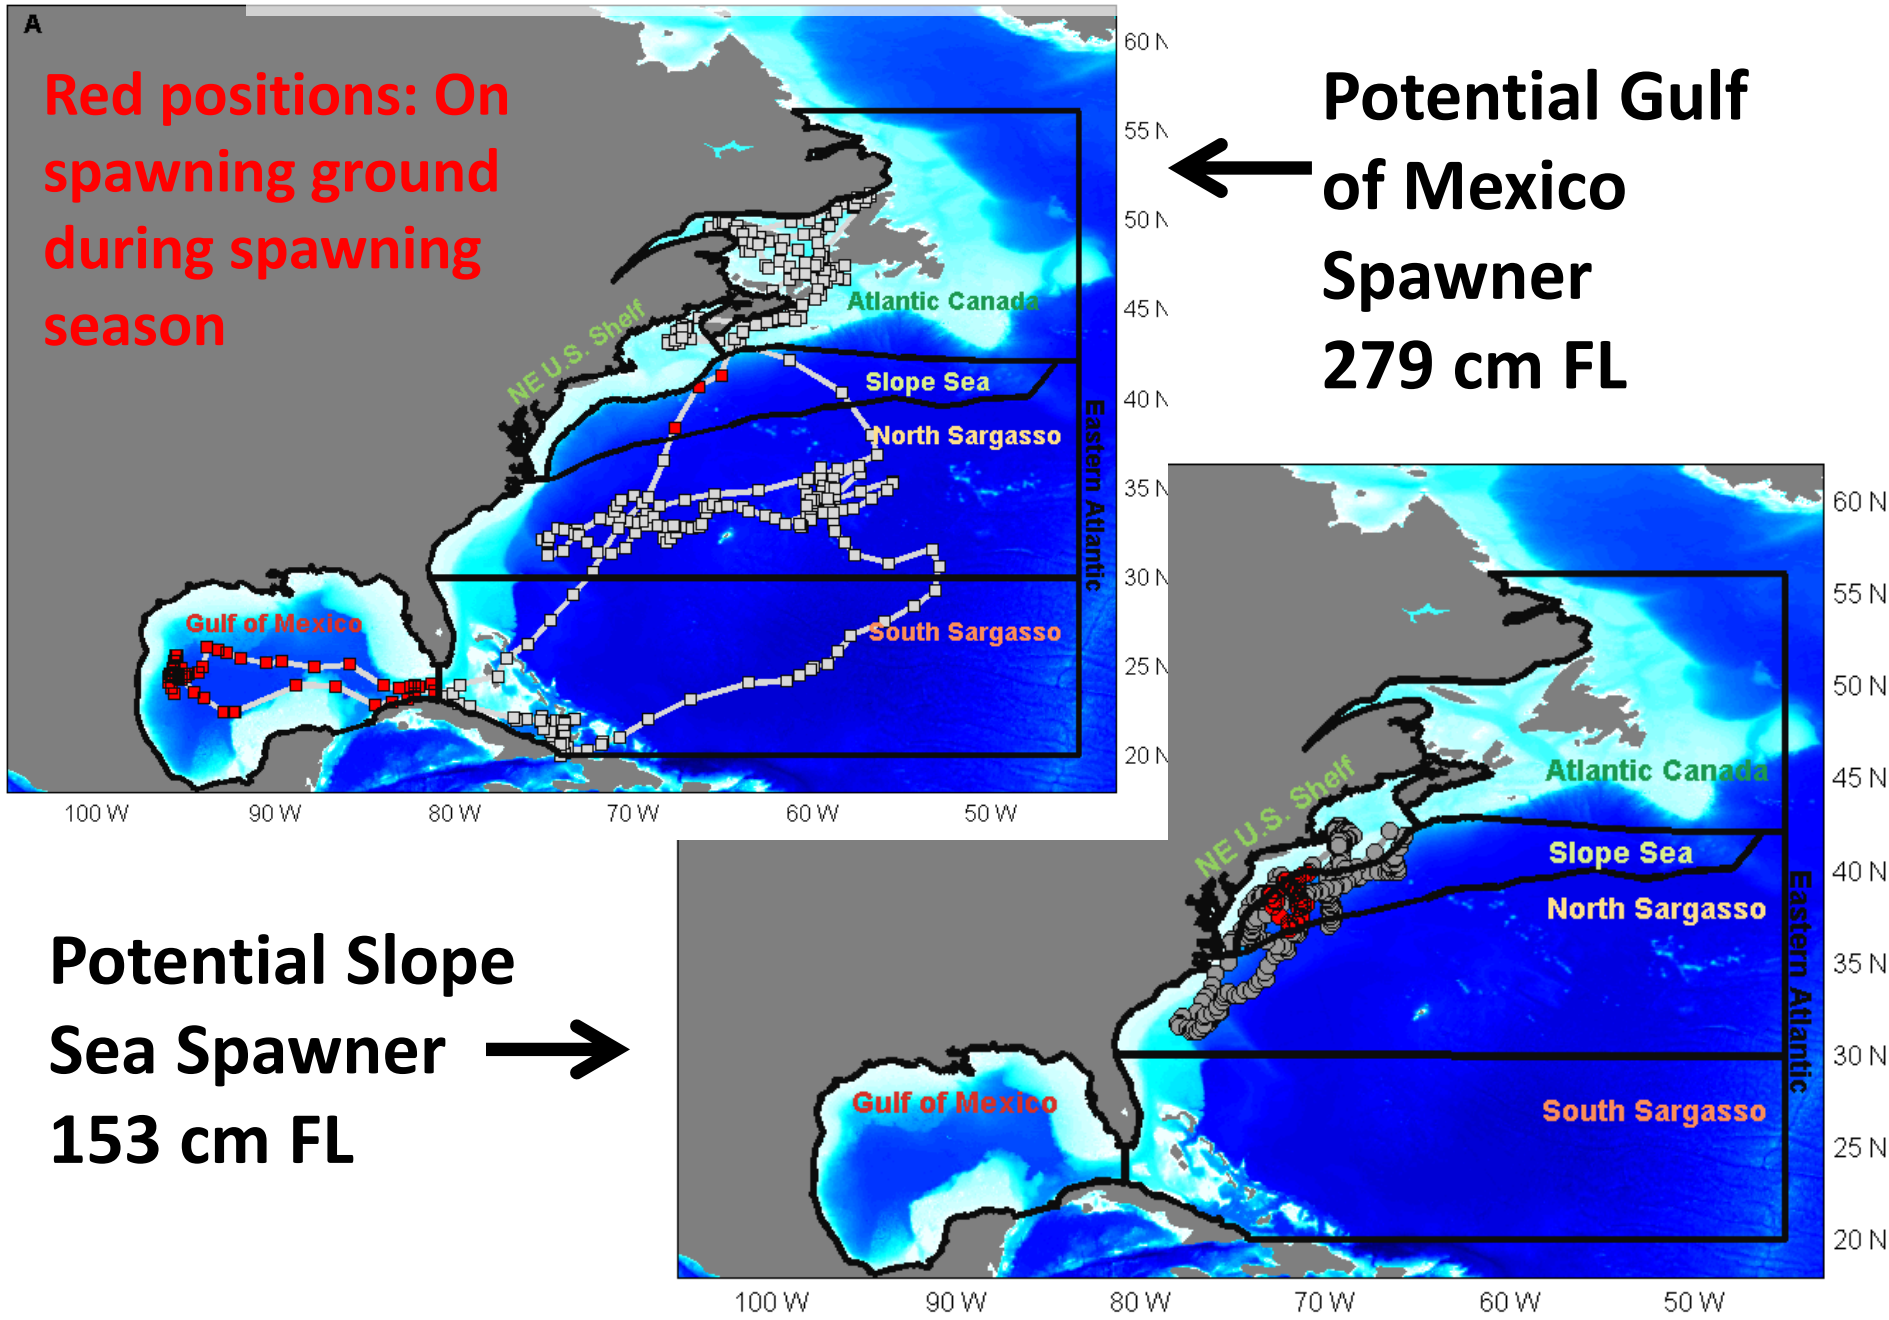 A
Red positions: On
spawning ground
during spawning
season
Potential Gulf
of Mexico
Spawner
279 cm FL
60 N
55 N
50 N
45 N
40 N
35 N
30 N
25 N
20 N
Atlantic Canada
NE U.S. Shelf
Slope Sea
North Sargasso
Eastern Atlantic
Gulf of Mexico
South Sargasso
100 W
90 W
80 W
70 W
60 W
50 W
Potential Slope
Sea Spawner
153 cm FL
60 N
55 N
50 N
45 N
40 N
35 N
30 N
25 N
20 N
Atlantic Canada
NE U.S. Shelf
Slope Sea
North Sargasso
Eastern Atlantic
Gulf of Mexico
South Sargasso
100 W
90 W
80 W
70 W
60 W
50 W